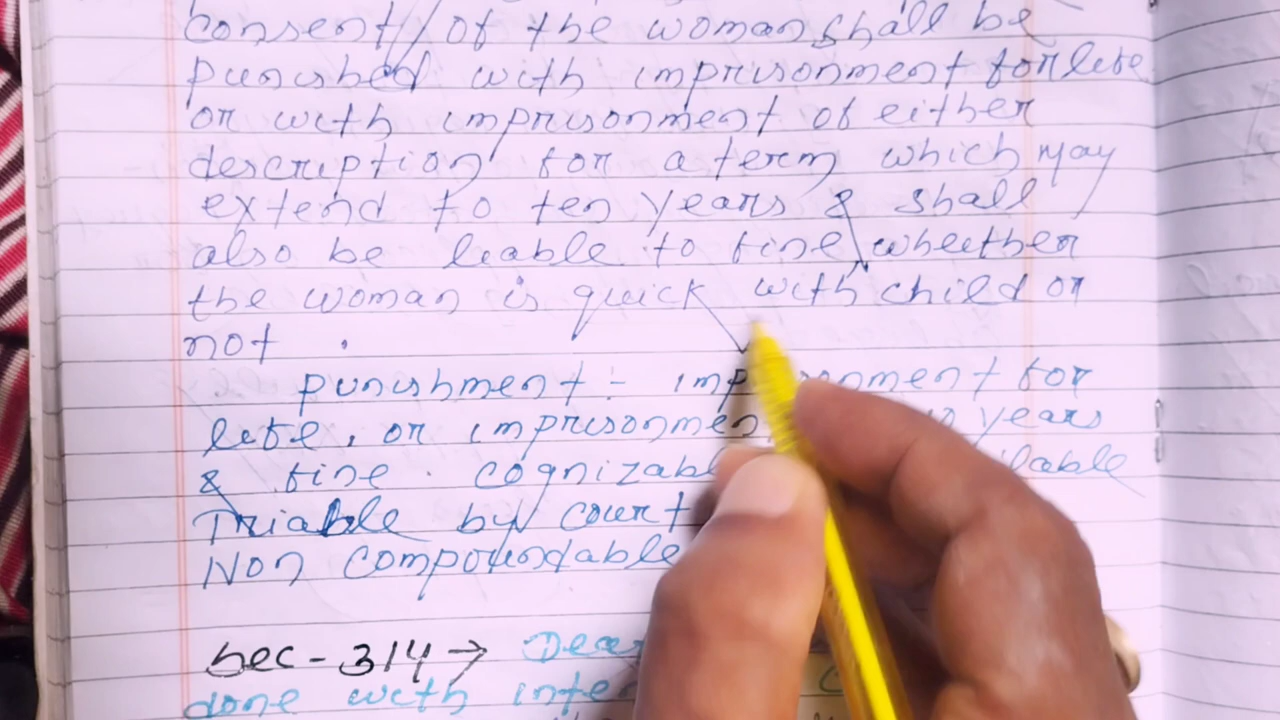 consent of the woman shall be
punished with imprisonment for life
or with imprisonment of either
description for a term which may
extend to ten years & shall
also be liable to fine whether
the woman is quick with child or
not .
punishment :- imp onment for
life, or imprisonmen years
& fine . cognizabl ilable
Triable by court
Non compoundable
Sec - 314 →
done with